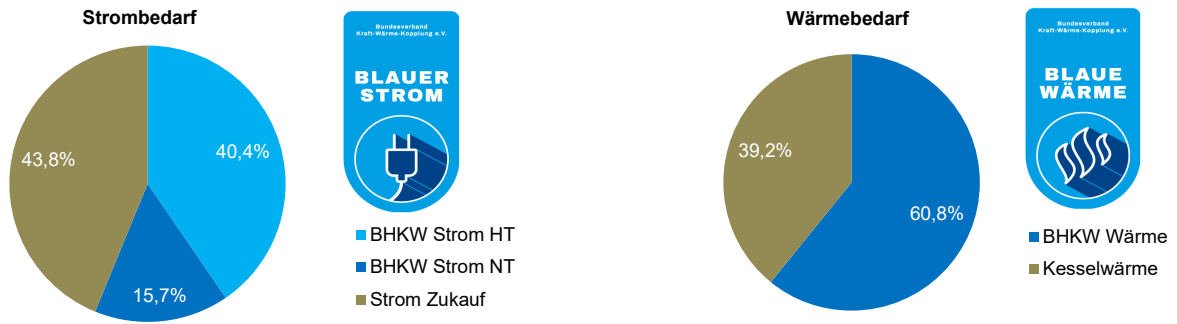 Strombedarf
43,8%
40,4%
15,7%
Bundesverband
Kraft-Wärme-Kopplung e.V.
BLAUER
STROM
BHKW Strom HT
BHKW Strom NT
Strom Zukauf
Wärmebedarf
39,2%
60,8%
Bundesverband
Kraft-Wärme-Kopplung e.V.
BLAUE
WÄRME
BHKW Wärme
Kesselwärme